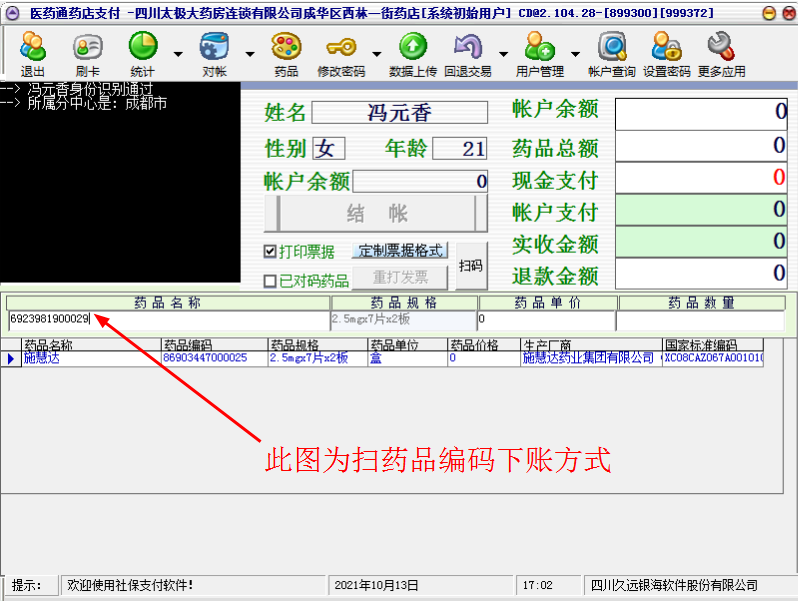 医药通药店支付 -四川太极大药房连锁有限公司成华区西林一街药店[系统初始用户] CD@2.104.28-[899300][999372]
退出 刷卡 统计 对帐 药品 修改密码 数据上传 回退交易 用户管理 帐户查询 设置密码 更多应用
--> 冯元香身份识别通过
--> 所属分中心是: 成都市
姓名 冯元香 帐户余额 0
性别 女 年龄 21 药品总额 0
帐户余额 0 现金支付 0
结 帐 帐户支付 0
打印票据 定制票据格式 扫码 实收金额 0
已对码药品 重打发票 退款金额 0
药 品 名 称 药 品 规 格 药 品 单 价 药 品 数 量
6923981900029 2.5mgx7片x2板 0
药品名称 药品编码 药品规格 药品单位 药品价格 生产厂商 国家标准编码
施慧达 86903447000025 2.5mgx7片x2板 盒 0 施慧达药业集团有限公司 XC08CAZ067A001010
此图为扫药品编码下账方式
提示: 欢迎使用社保支付软件! 2021年10月13日 17:02 四川久远银海软件股份有限公司